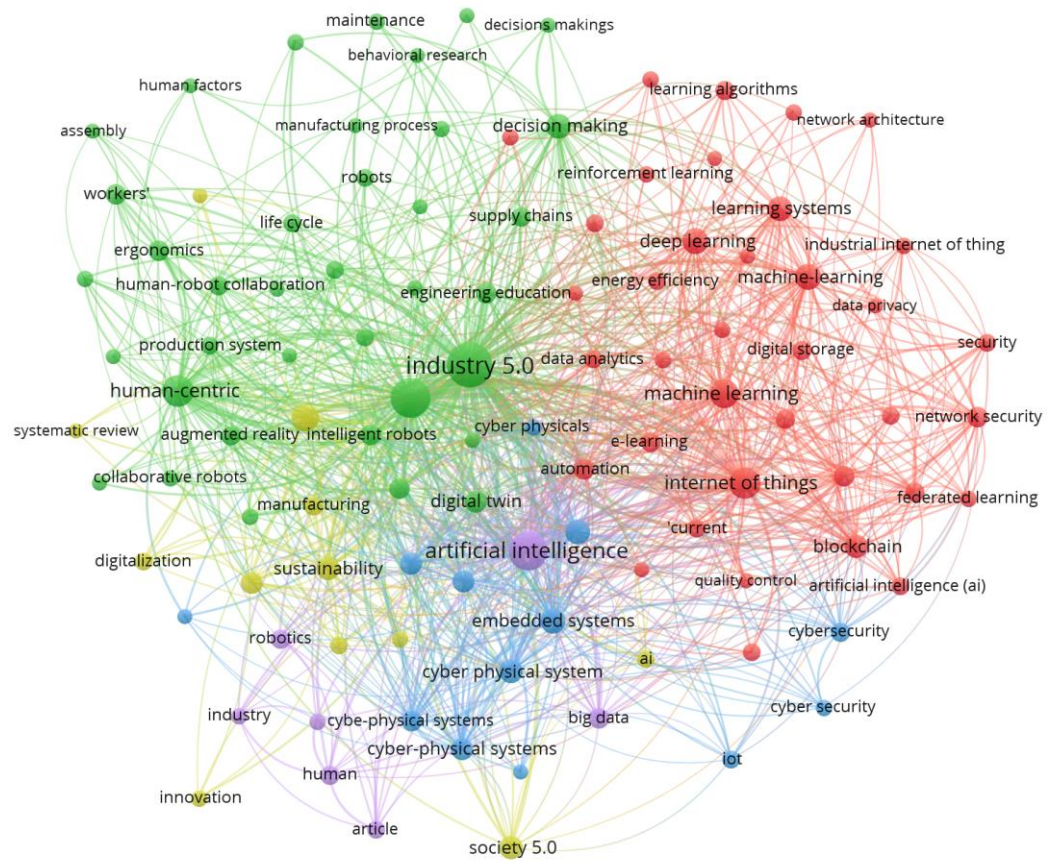 maintenance
decisions makings
behavioral research
human factors
learning algorithms
network architecture
assembly
manufacturing process
decision making
robots
reinforcement learning
workers'
life cycle
supply chains
learning systems
ergonomics
deep learning
industrial internet of thing
human-robot collaboration
engineering education
energy efficiency
machine-learning
data privacy
production system
industry 5.0
data analytics
digital storage
security
human-centric
machine learning
network security
systematic review
augmented reality
intelligent robots
cyber physicals
e-learning
collaborative robots
automation
internet of things
manufacturing
digital twin
federated learning
'current
artificial intelligence
blockchain
digitalization
sustainability
quality control
artificial intelligence (ai)
robotics
embedded systems
cybersecurity
cyber physical system
ai
industry
cybe-physical systems
big data
cyber security
cyber-physical systems
iot
human
innovation
article
society 5.0